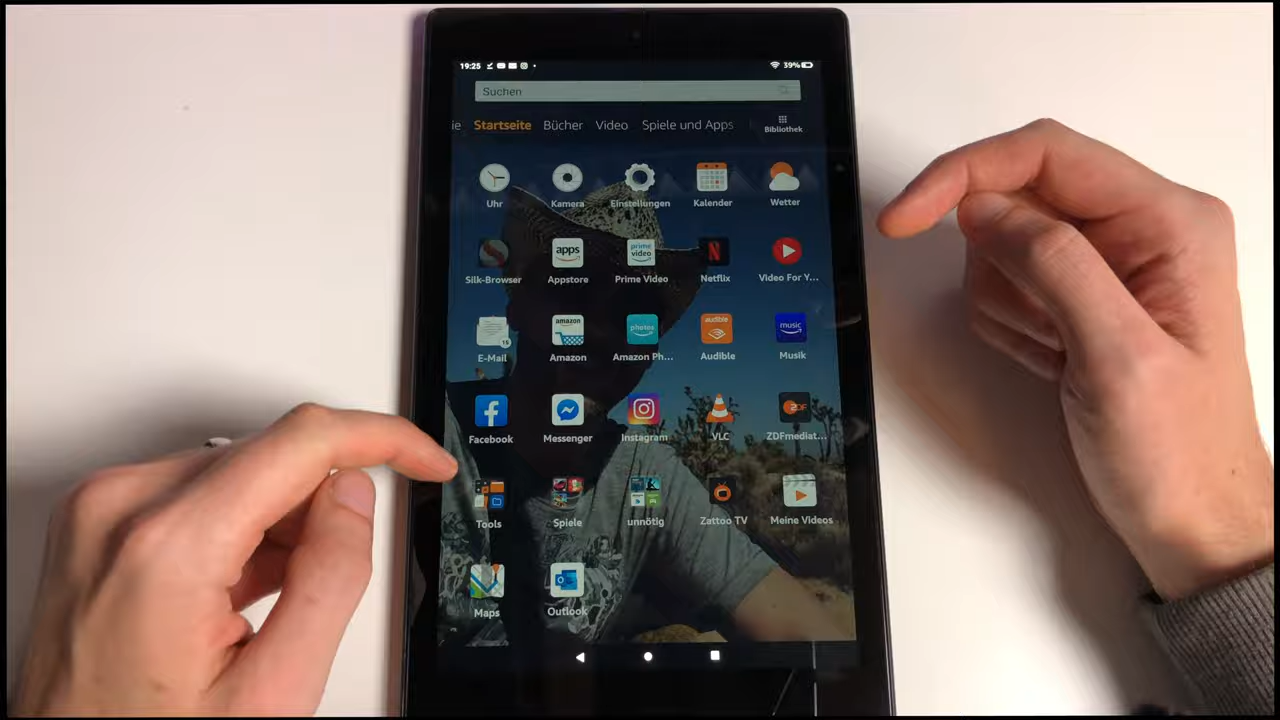 19:25 39%
Suchen
ie Startseite Bücher Video Spiele und Apps Bibliothek
Uhr Kamera Einstellungen Kalender Wetter
apps prime video N
Silk-Browser Appstore Prime Video Netflix Video For Y...
15 amazon photos audible music
E-Mail Amazon Amazon Ph... Audible Musik
ZDF
Facebook Messenger Instagram VLC ZDFmediat...
Tools Spiele unnötig Zattoo TV Meine Videos
Maps Outlook